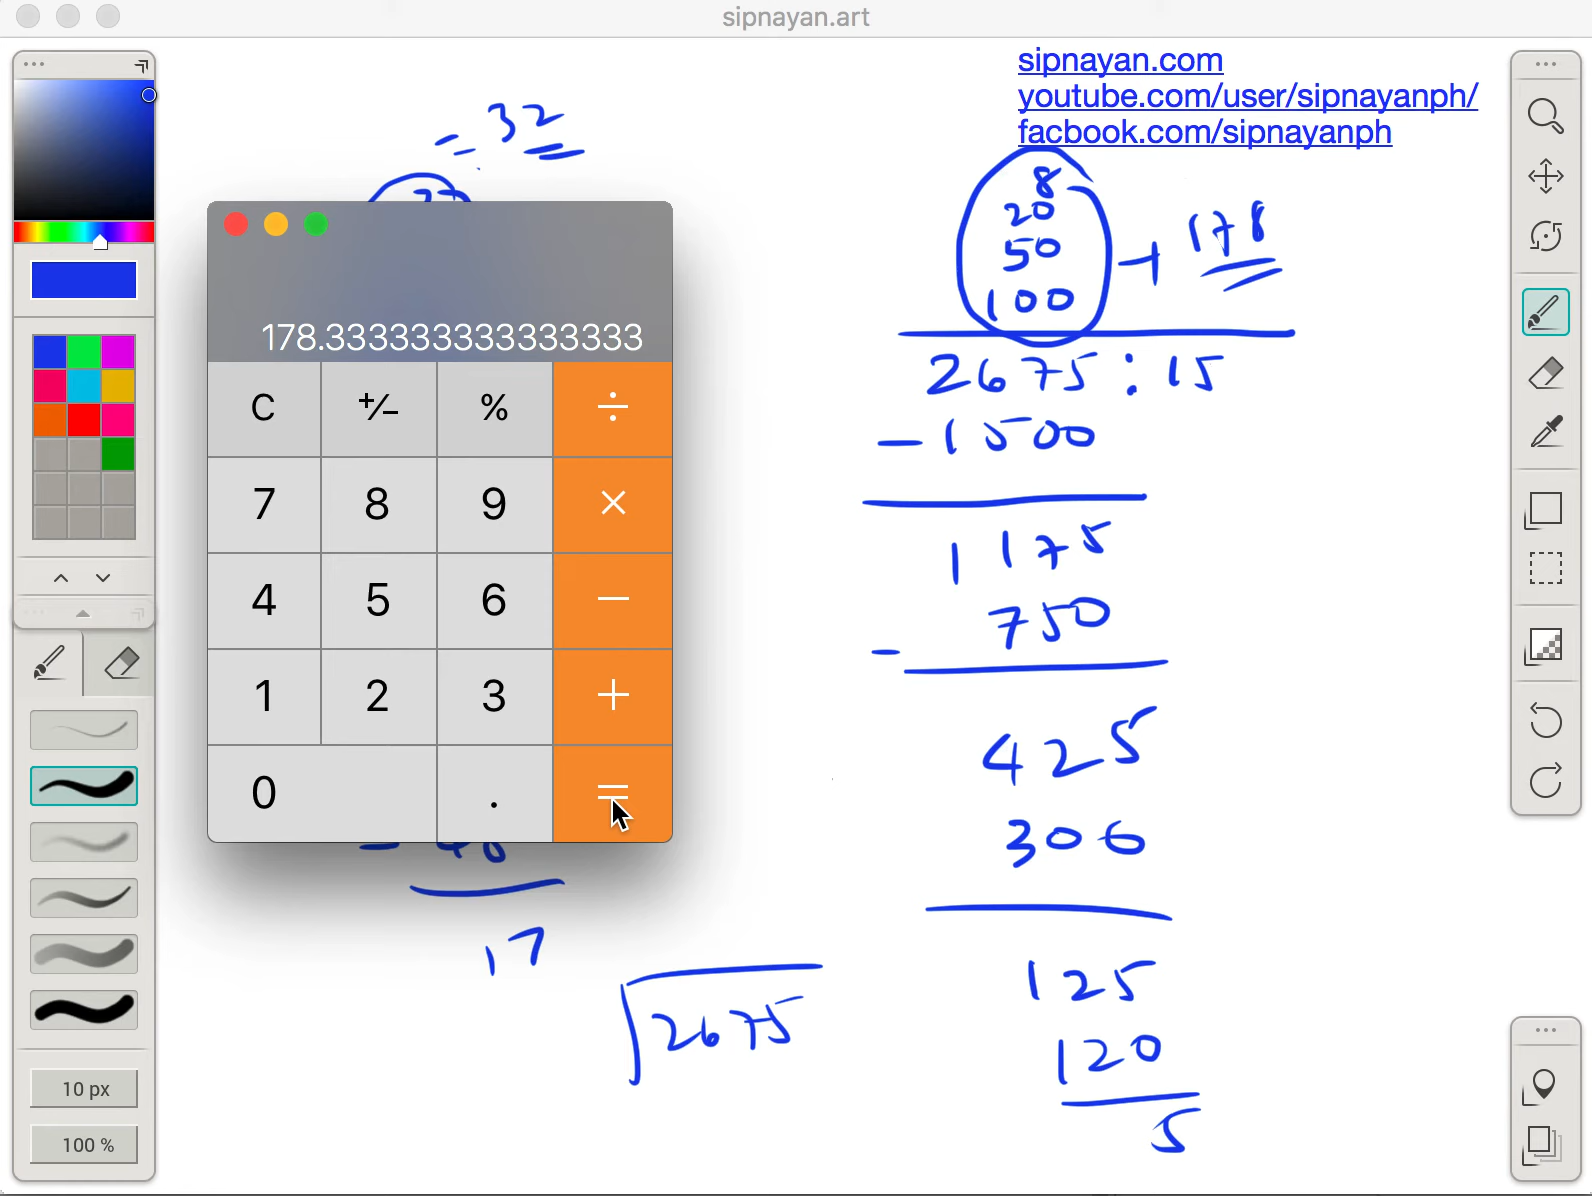 sipnayan.art
sipnayan.com
youtube.com/user/sipnayanph/
facbook.com/sipnayanph
= 32
8
20
50
100
178
2675 : 15
- 1500
1175
- 750
425
306
125
120
5
178.333333333333333
C +/− % ÷
7 8 9 ×
4 5 6 −
1 2 3 +
0 . =
17
2675
10 px
100 %